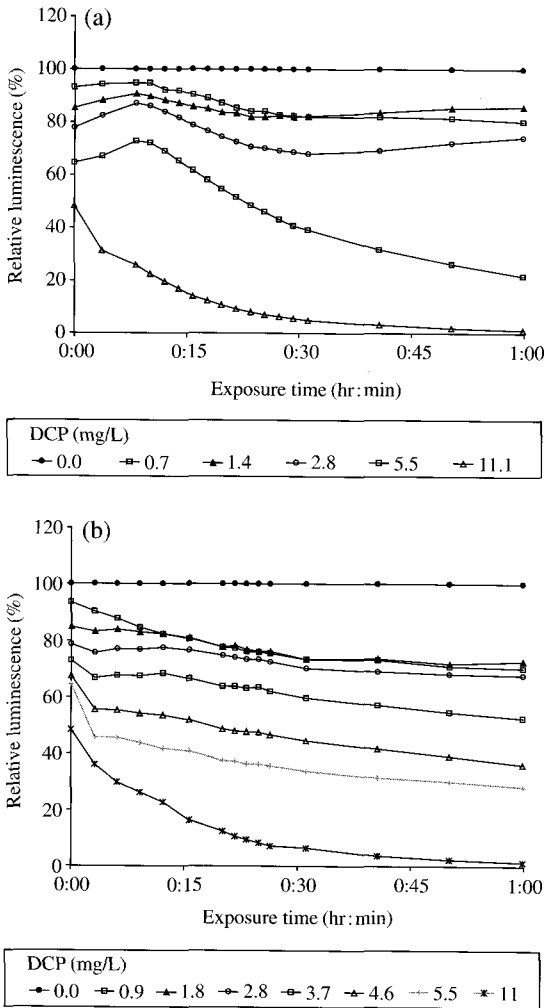 (a)
120
100
80
60
40
20
0
Relative luminescence (%)
0:00 0:15 0:30 0:45 1:00
Exposure time (hr:min)
DCP (mg/L)
0.0 0.7 1.4 2.8 5.5 11.1
(b)
120
100
80
60
40
20
0
Relative luminescence (%)
0:00 0:15 0:30 0:45 1:00
Exposure time (hr:min)
DCP (mg/L)
0.0 0.9 1.8 2.8 3.7 4.6 5.5 11